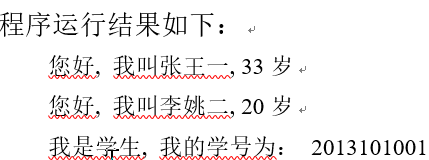 程序运行结果如下：
您好, 我叫张王一, 33 岁
您好, 我叫李姚二, 20 岁
我是学生, 我的学号为： 2013101001